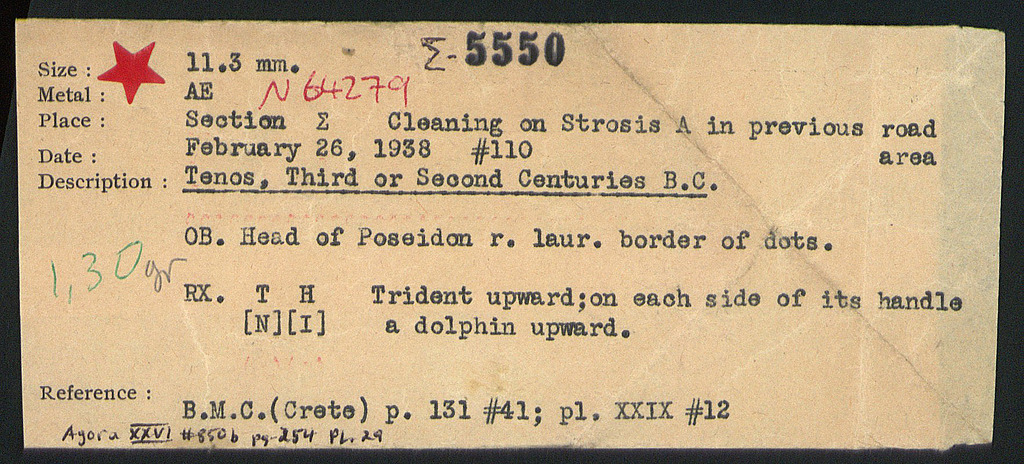 Σ-5550
Size : 11.3 mm.
Metal : AE N 64279
Place : Section Σ Cleaning on Strosis A in previous road
area
Date : February 26, 1938 #110
Description : Tenos, Third or Second Centuries B.C.
OB. Head of Poseidon r. laur. border of dots.
1,30 gr
RX. T H Trident upward;on each side of its handle
[N][I] a dolphin upward.
Reference :
B.M.C.(Crete) p. 131 #41; pl. XXIX #12
Agora XXVI #850b pg. 254 PL. 29